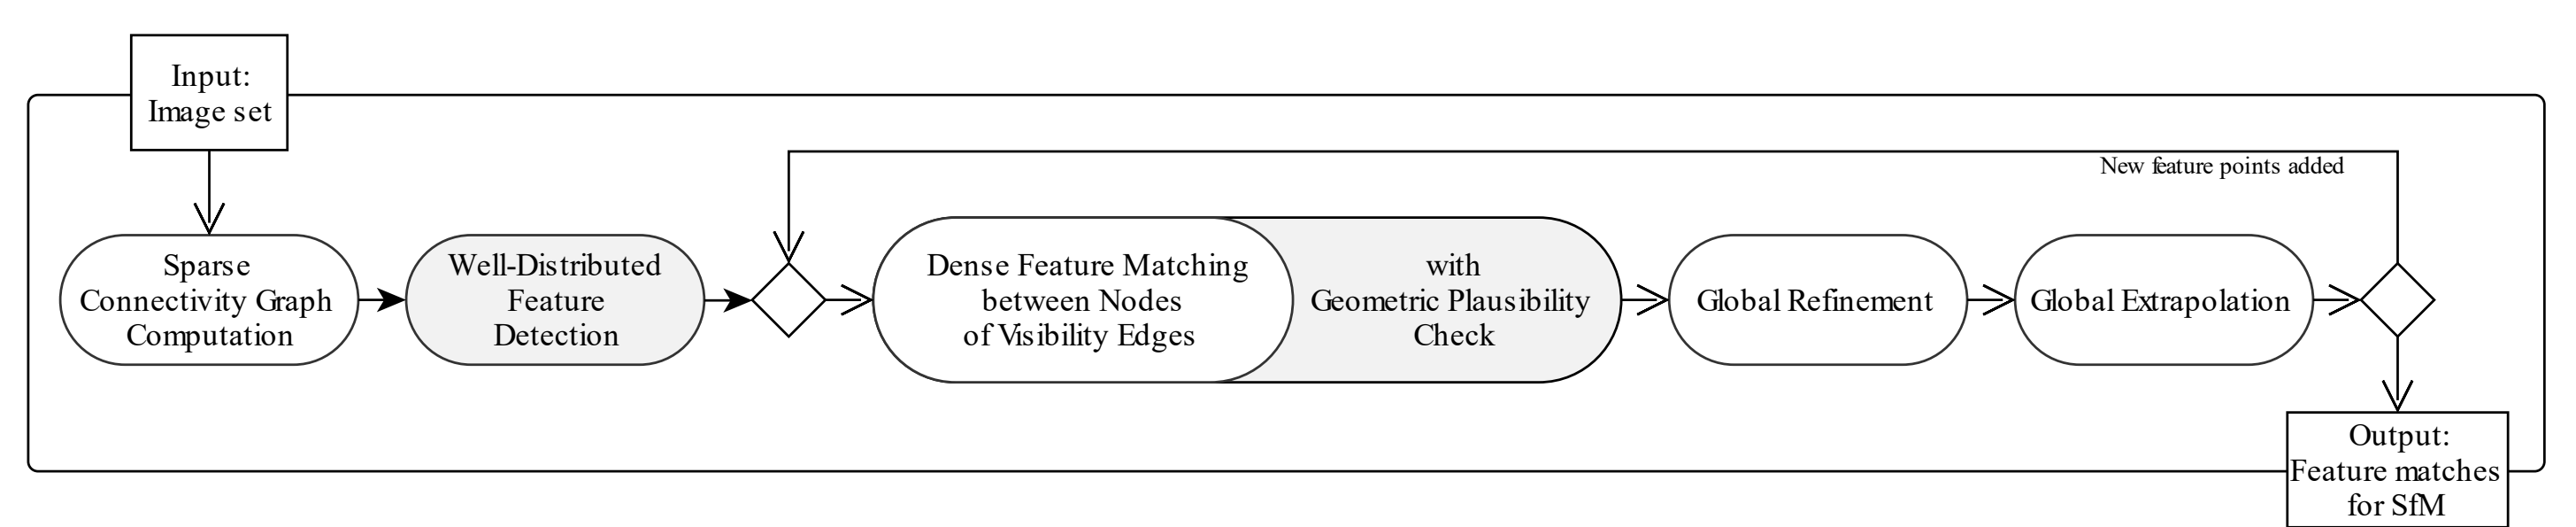 Input:
Image set
New feature points added
Sparse
Connectivity Graph
Computation
Well-Distributed
Feature
Detection
Dense Feature Matching
between Nodes
of Visibility Edges
with
Geometric Plausibility
Check
Global Refinement
Global Extrapolation
Output:
Feature matches
for SfM